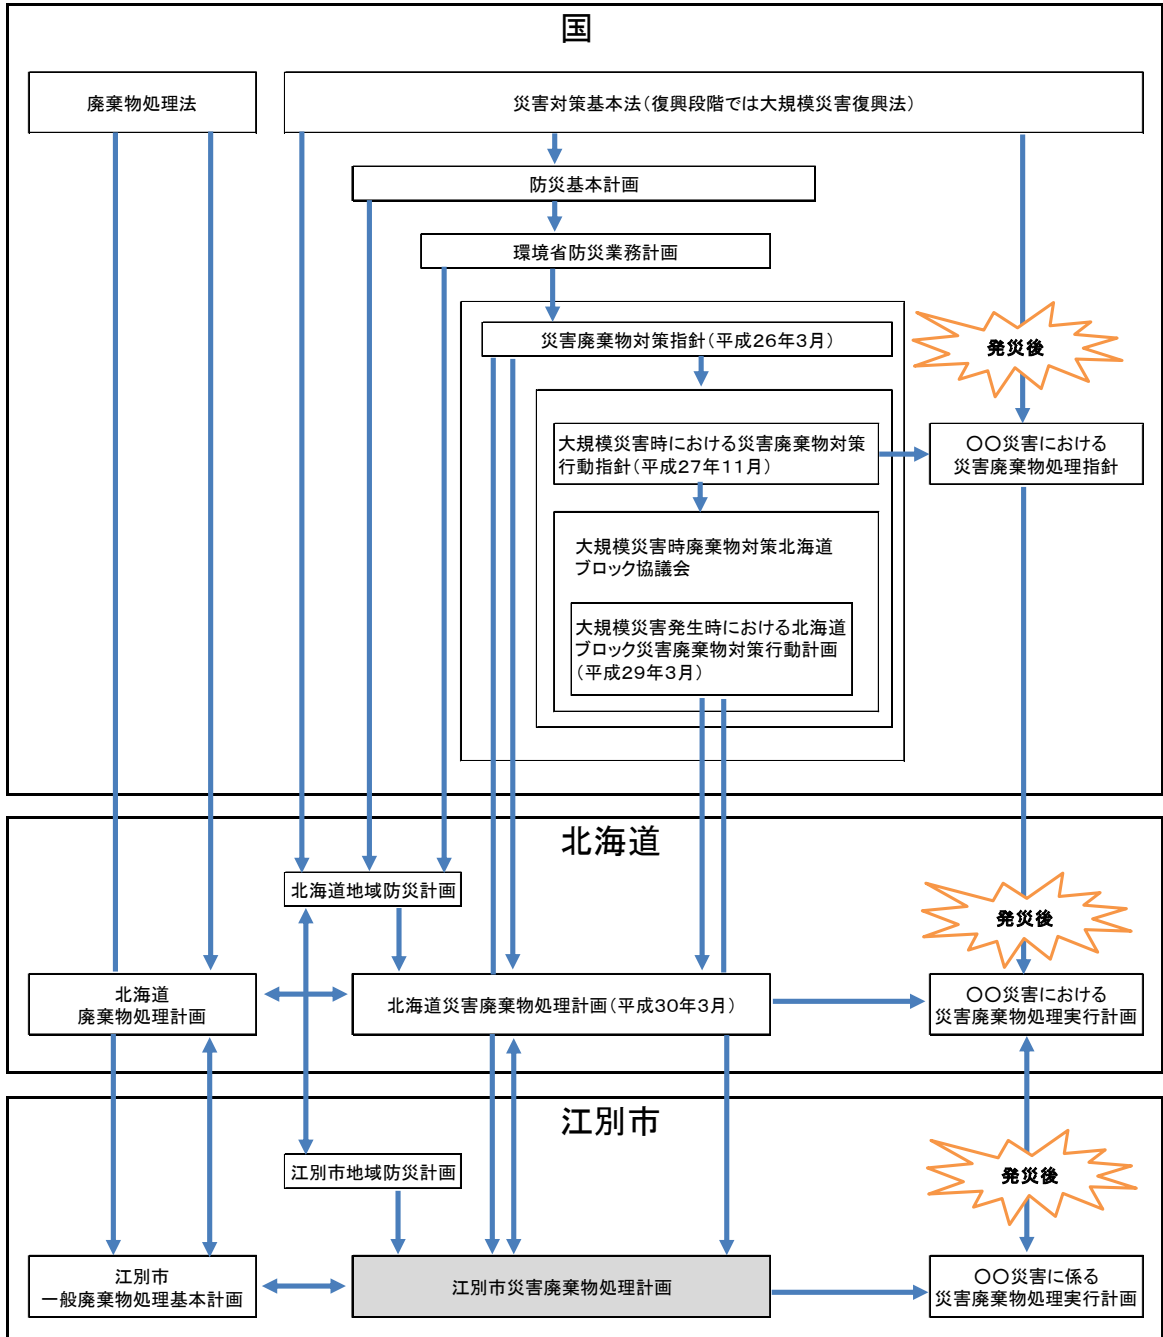 国
廃棄物処理法
災害対策基本法（復興段階では大規模災害復興法）
防災基本計画
環境省防災業務計画
災害廃棄物対策指針（平成26年3月）
発災後
大規模災害時における災害廃棄物対策
行動指針（平成27年11月）
〇〇災害における
災害廃棄物処理指針
大規模災害時廃棄物対策北海道
ブロック協議会
大規模災害発生時における北海道
ブロック災害廃棄物対策行動計画
（平成29年3月）
北海道
北海道地域防災計画
発災後
北海道
廃棄物処理計画
北海道災害廃棄物処理計画（平成30年3月）
〇〇災害における
災害廃棄物処理実行計画
江別市
江別市地域防災計画
発災後
江別市
一般廃棄物処理基本計画
江別市災害廃棄物処理計画
〇〇災害に係る
災害廃棄物処理実行計画